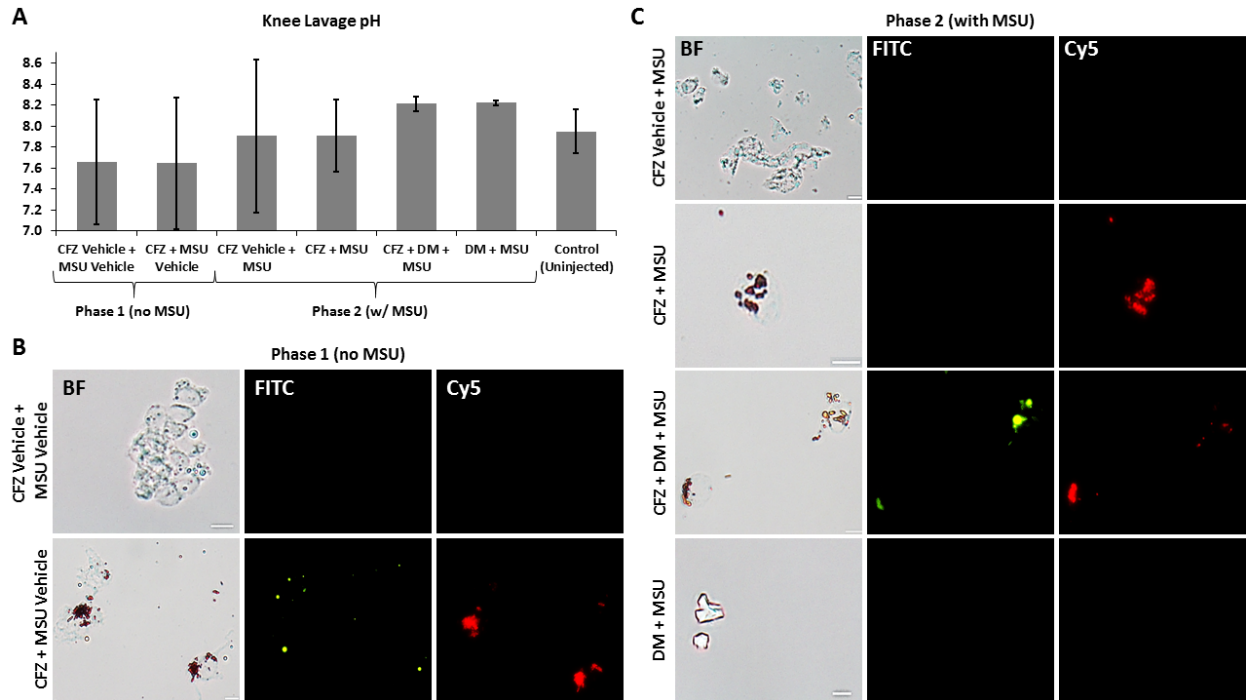 A
Knee Lavage pH
8.6
8.4
8.2
8.0
7.8
7.6
7.4
7.2
7.0
CFZ Vehicle +
MSU Vehicle
CFZ + MSU
Vehicle
CFZ Vehicle +
MSU
CFZ + MSU
CFZ + DM +
MSU
DM + MSU
Control
(Uninjected)
Phase 1 (no MSU)
Phase 2 (w/ MSU)
B
Phase 1 (no MSU)
BF
FITC
Cy5
CFZ Vehicle +
MSU Vehicle
CFZ + MSU Vehicle
C
Phase 2 (with MSU)
BF
FITC
Cy5
CFZ Vehicle + MSU
CFZ + MSU
CFZ + DM + MSU
DM + MSU